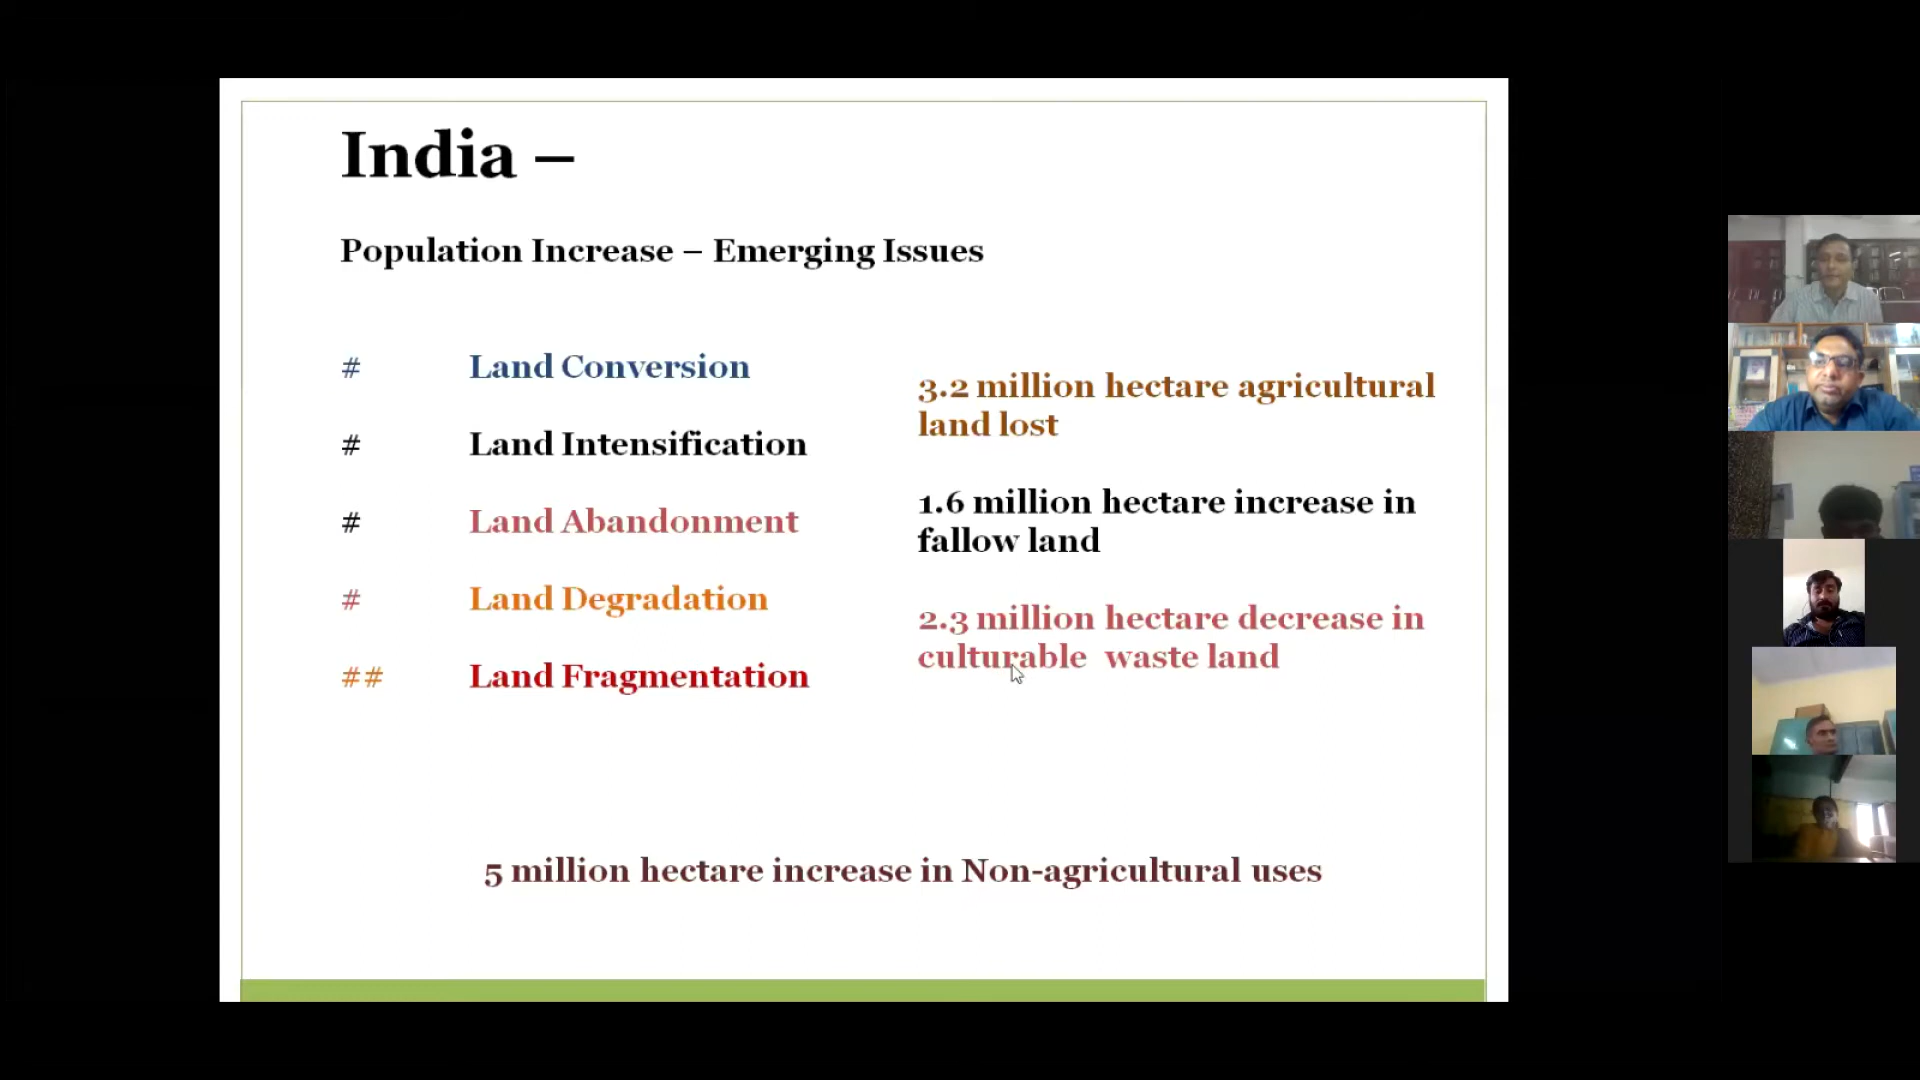 India –
Population Increase – Emerging Issues
# Land Conversion
# Land Intensification
# Land Abandonment
# Land Degradation
## Land Fragmentation
3.2 million hectare agricultural
land lost
1.6 million hectare increase in
fallow land
2.3 million hectare decrease in
culturable waste land
5 million hectare increase in Non-agricultural uses